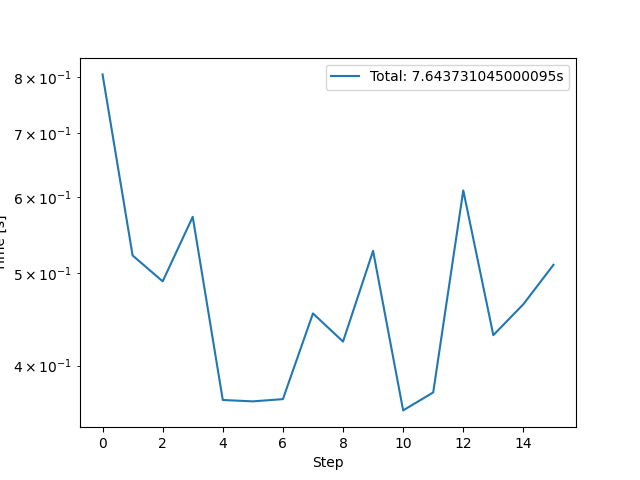 Total: 7.643731045000095s
8 × 10⁻¹
7 × 10⁻¹
6 × 10⁻¹
5 × 10⁻¹
4 × 10⁻¹
Time [s]
0 2 4 6 8 10 12 14
Step